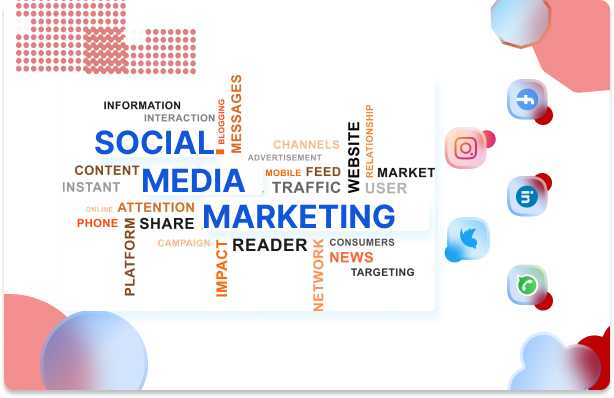 INFORMATION
INTERACTION
BLOGGING
MESSAGES
SOCIAL
CHANNELS
ADVERTISEMENT
WEBSITE
RELATIONSHIP
CONTENT
MOBILE FEED
MARKET
INSTANT
MEDIA
TRAFFIC
USER
ONLINE ATTENTION
MARKETING
PHONE SHARE
PLATFORM
CAMPAIGN
IMPACT
READER
NETWORK
CONSUMERS
NEWS
TARGETING
f
in